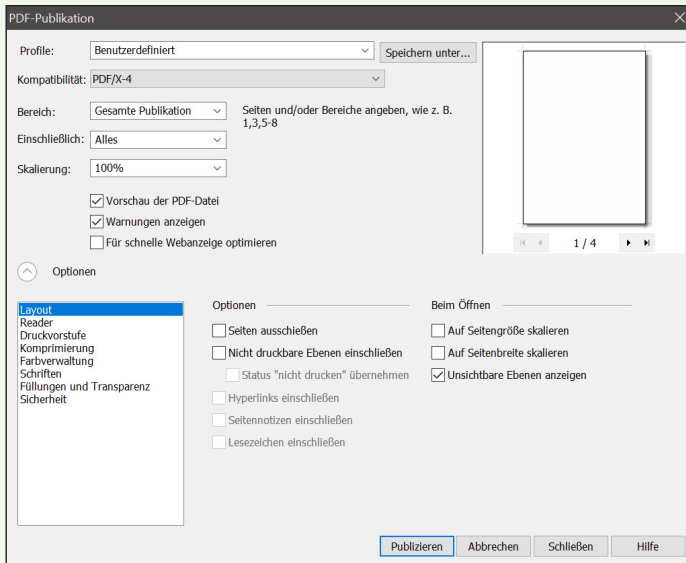 PDF-Publikation
Profile: Benutzerdefiniert Speichern unter...
Kompatibilität: PDF/X-4
Bereich: Gesamte Publikation Seiten und/oder Bereiche angeben, wie z. B.
1,3,5-8
Einschließlich: Alles
Skalierung: 100%
Vorschau der PDF-Datei
Warnungen anzeigen
Für schnelle Webanzeige optimieren
1 / 4
Optionen
Layout
Reader
Druckvorstufe
Komprimierung
Farbverwaltung
Schriften
Füllungen und Transparenz
Sicherheit
Optionen
Seiten ausschießen
Nicht druckbare Ebenen einschließen
Status "nicht drucken" übernehmen
Hyperlinks einschließen
Seitennotizen einschließen
Lesezeichen einschließen
Beim Öffnen
Auf Seitengröße skalieren
Auf Seitenbreite skalieren
Unsichtbare Ebenen anzeigen
Publizieren Abbrechen Schließen Hilfe